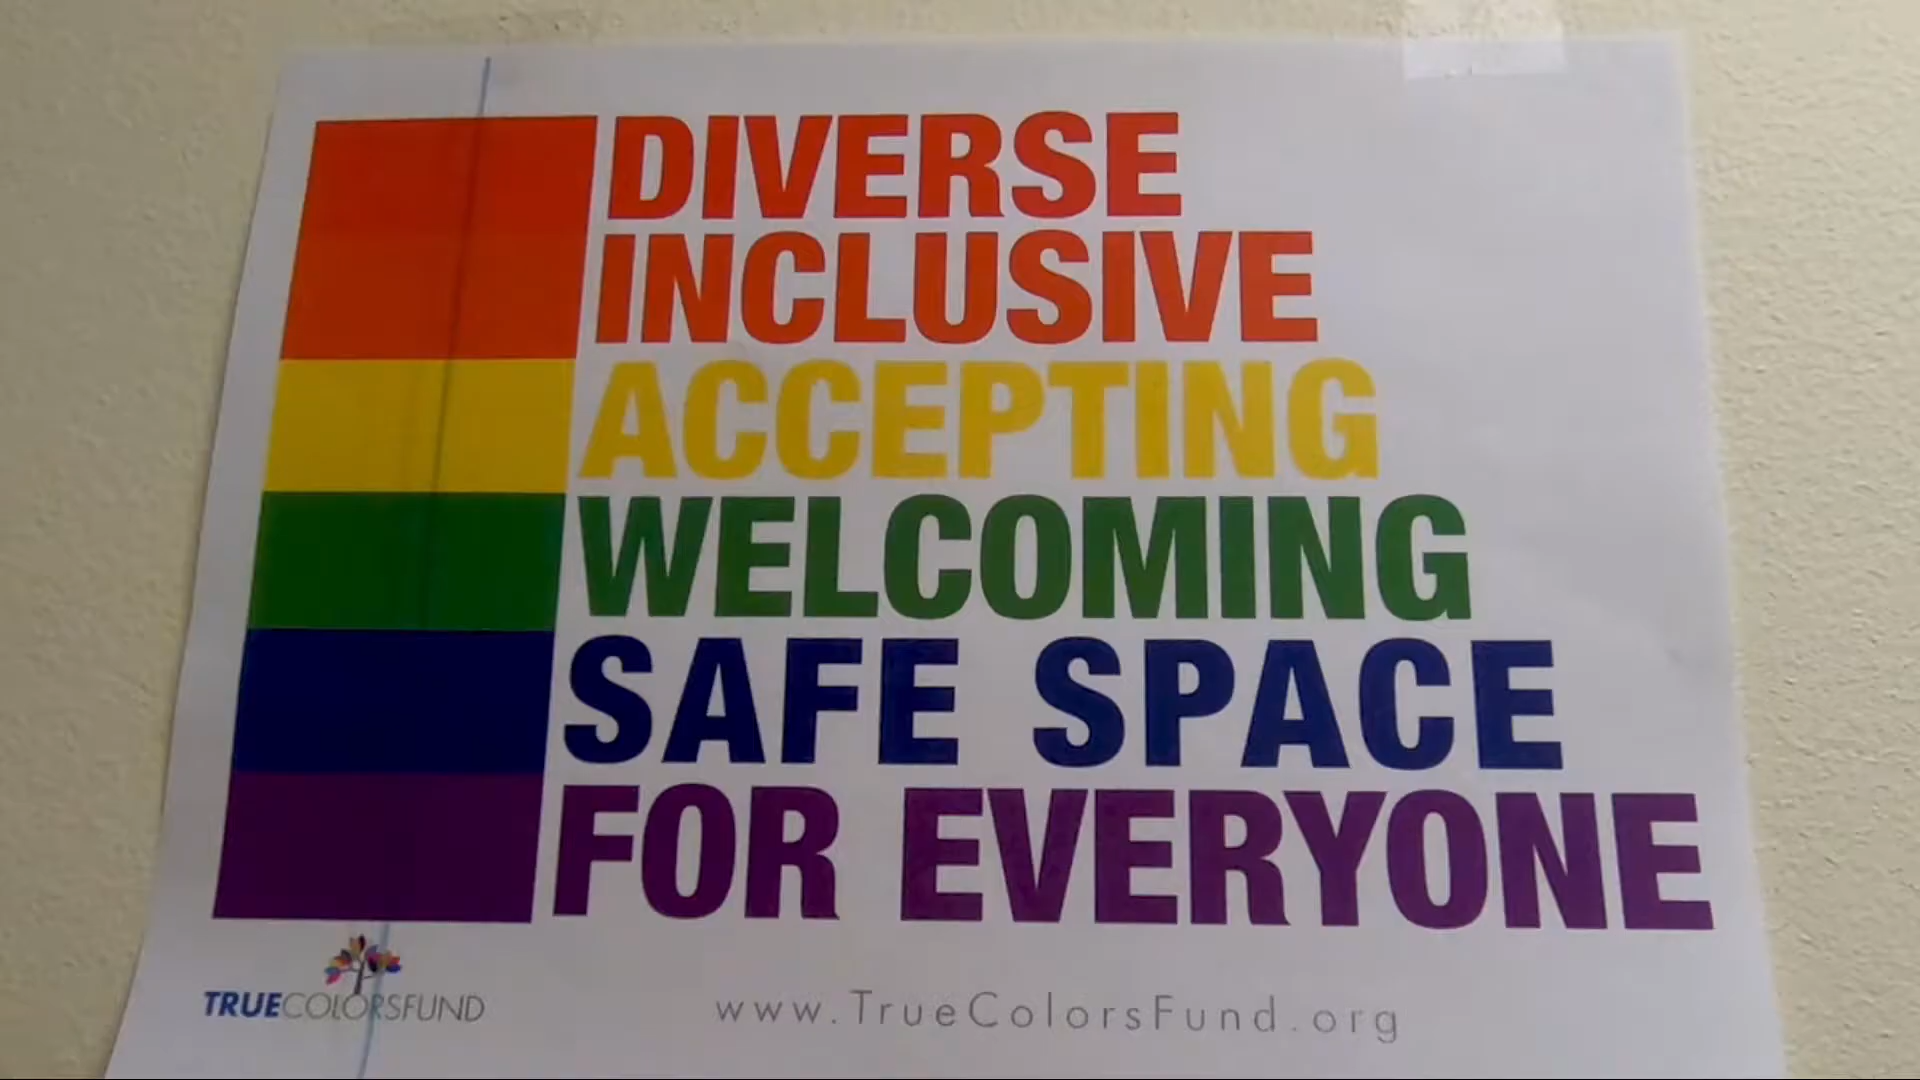 DIVERSE
INCLUSIVE
ACCEPTING
WELCOMING
SAFE SPACE
FOR EVERYONE
TRUECOLORSFUND
www.TrueColorsFund.org